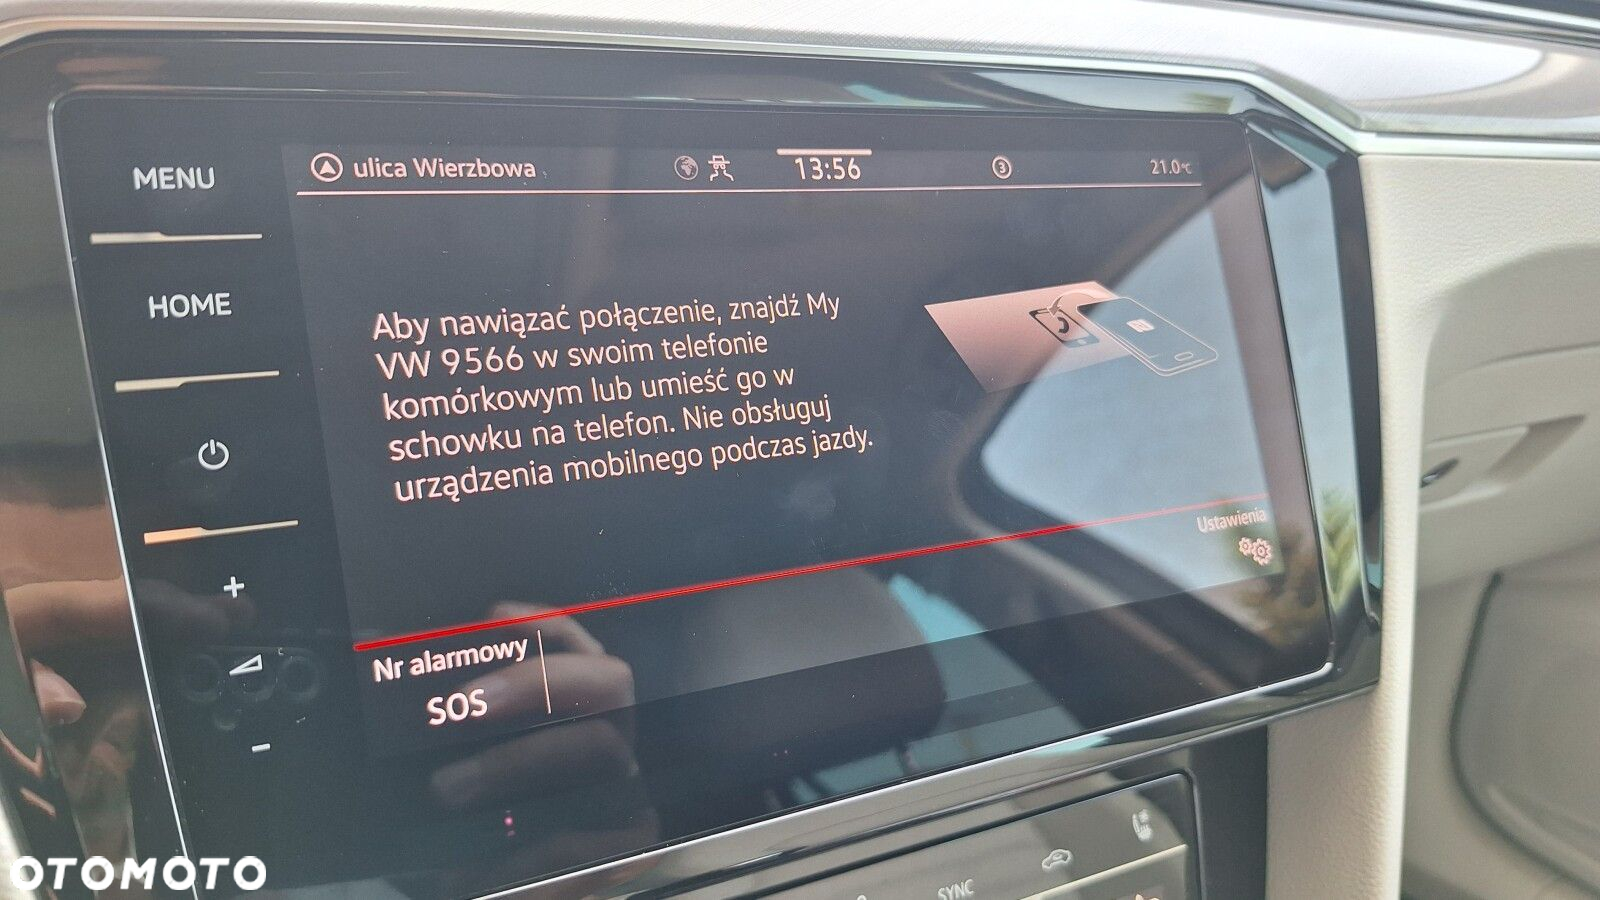 MENU
HOME
ulica Wierzbowa
13:56
3
21.0°C
Aby nawiązać połączenie, znajdź My
VW 9566 w swoim telefonie
komórkowym lub umieść go w
schowku na telefon. Nie obsługuj
urządzenia mobilnego podczas jazdy.
Ustawienia
Nr alarmowy
SOS
SYNC
OTOMOTO